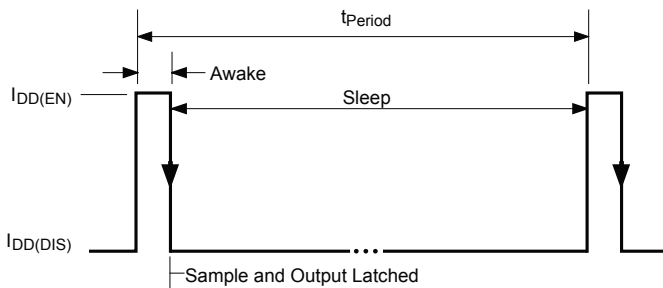 tPeriod
Awake
IDD(EN)
Sleep
IDD(DIS)
Sample and Output Latched